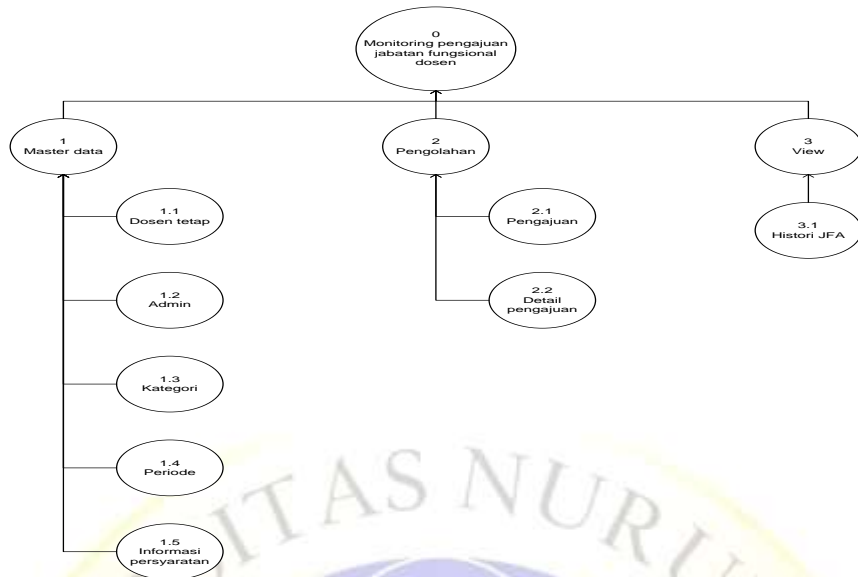 0
Monitoring pengajuan
jabatan fungsional
dosen
1
Master data
2
Pengolahan
3
View
1.1
Dosen tetap
2.1
Pengajuan
3.1
Histori JFA
1.2
Admin
2.2
Detail
pengajuan
1.3
Kategori
1.4
Periode
1.5
Informasi
persyaratan
ITAS NURU